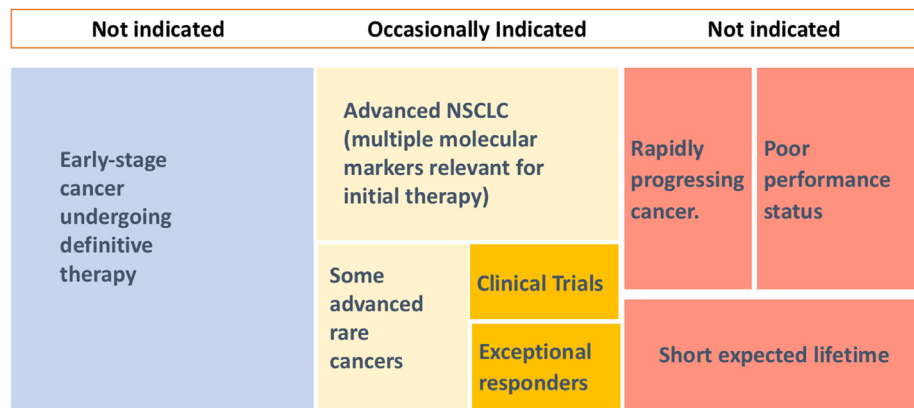 Not indicated
Occasionally Indicated
Not indicated
Early-stage
cancer
undergoing
definitive
therapy
Advanced NSCLC
(multiple molecular
markers relevant for
initial therapy)
Some
advanced
rare
cancers
Clinical Trials
Exceptional
responders
Rapidly
progressing
cancer.
Poor
performance
status
Short expected lifetime